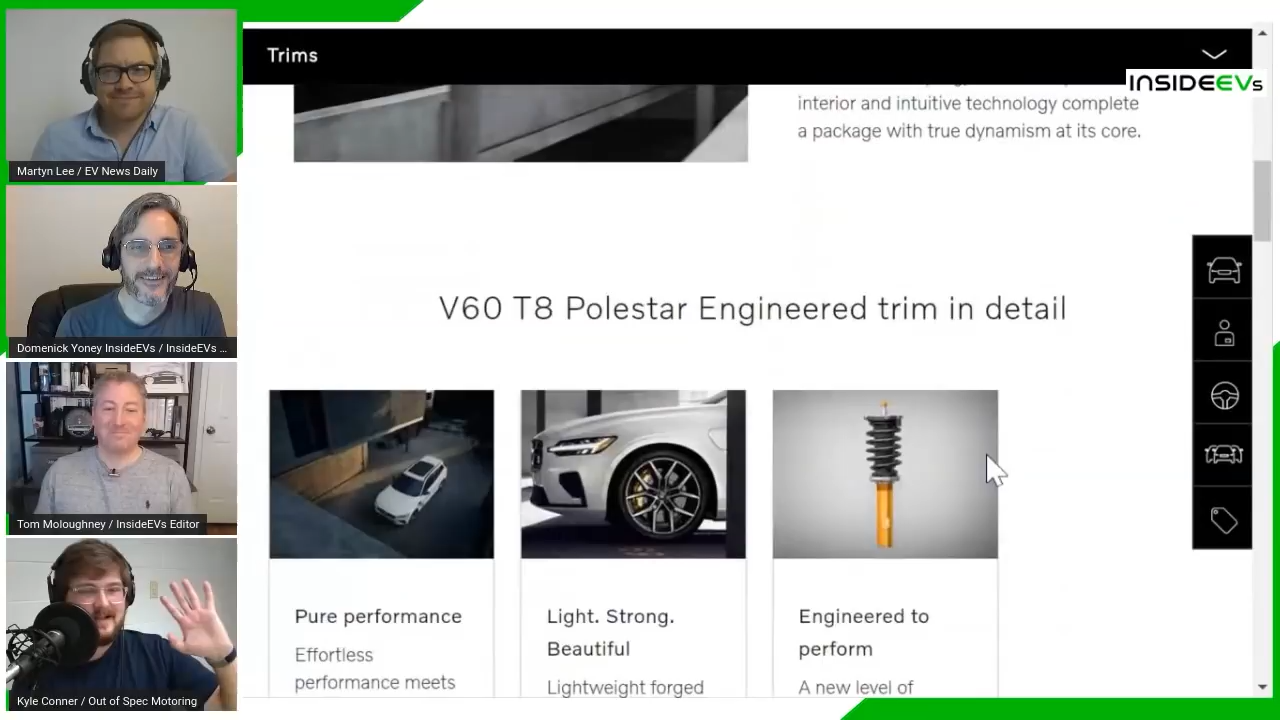 Martyn Lee / EV News Daily
Domenick Yoney InsideEVs / InsideEVs ...
Tom Moloughney / InsideEVs Editor
Kyle Conner / Out of Spec Motoring
Trims
INSIDEEVs
interior and intuitive technology complete
a package with true dynamism at its core.
V60 T8 Polestar Engineered trim in detail
Pure performance
Effortless
performance meets
Light. Strong.
Beautiful
Lightweight forged
Engineered to
perform
A new level of